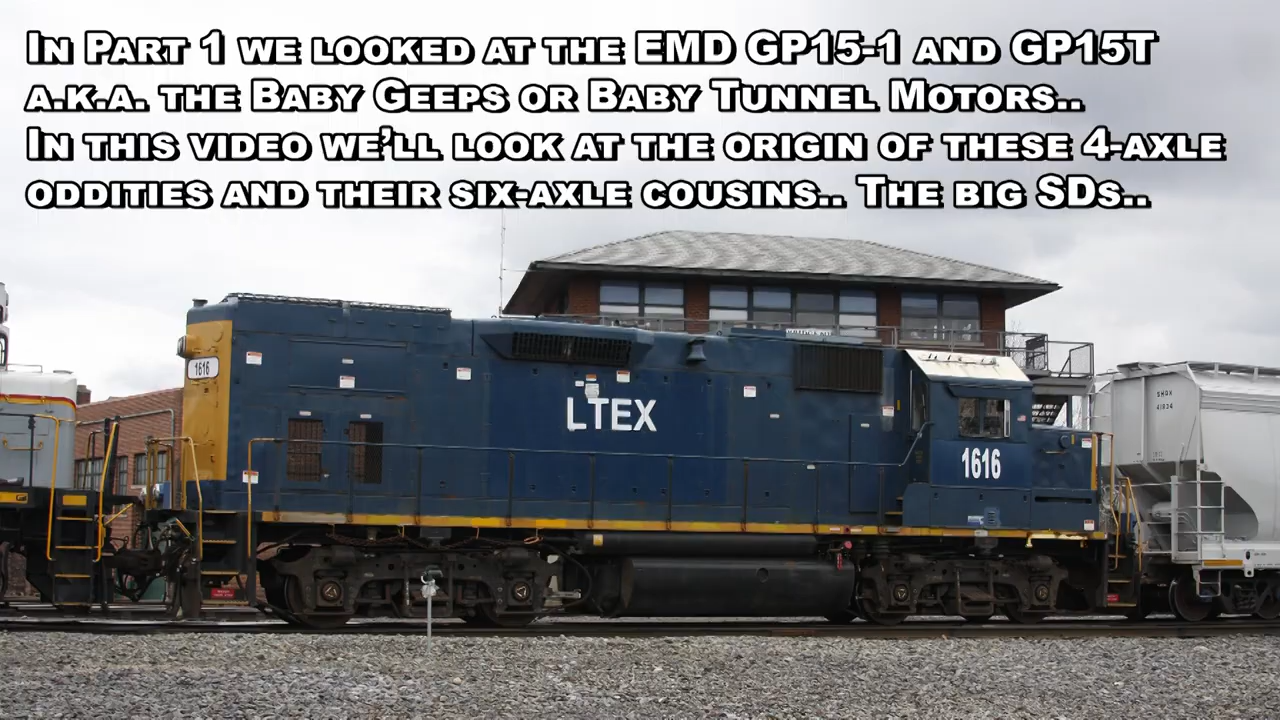 In Part 1 we looked at the EMD GP15-1 and GP15T
a.k.a. the Baby Geeps or Baby Tunnel Motors..
In this video we'll look at the origin of these 4-axle
oddities and their six-axle cousins.. The big SDs..
1616
LTEX
1616